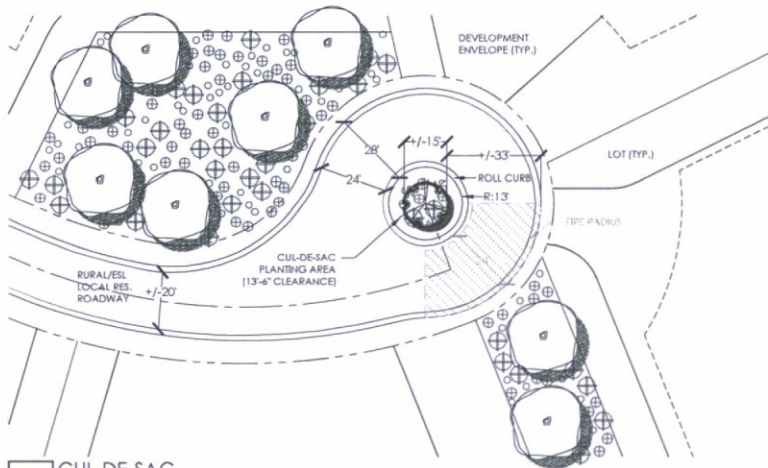 DEVELOPMENT
ENVELOPE (TYP.)
+/-15'
28'
+/-33'
LOT (TYP.)
24'
ROLL CURB
R:13'
FIRE RADIUS
CUL-DE-SAC
PLANTING AREA
(13'-6" CLEARANCE)
RURAL/ESL
LOCAL RES.
ROADWAY
+/-20'
CUL-DE-SAC